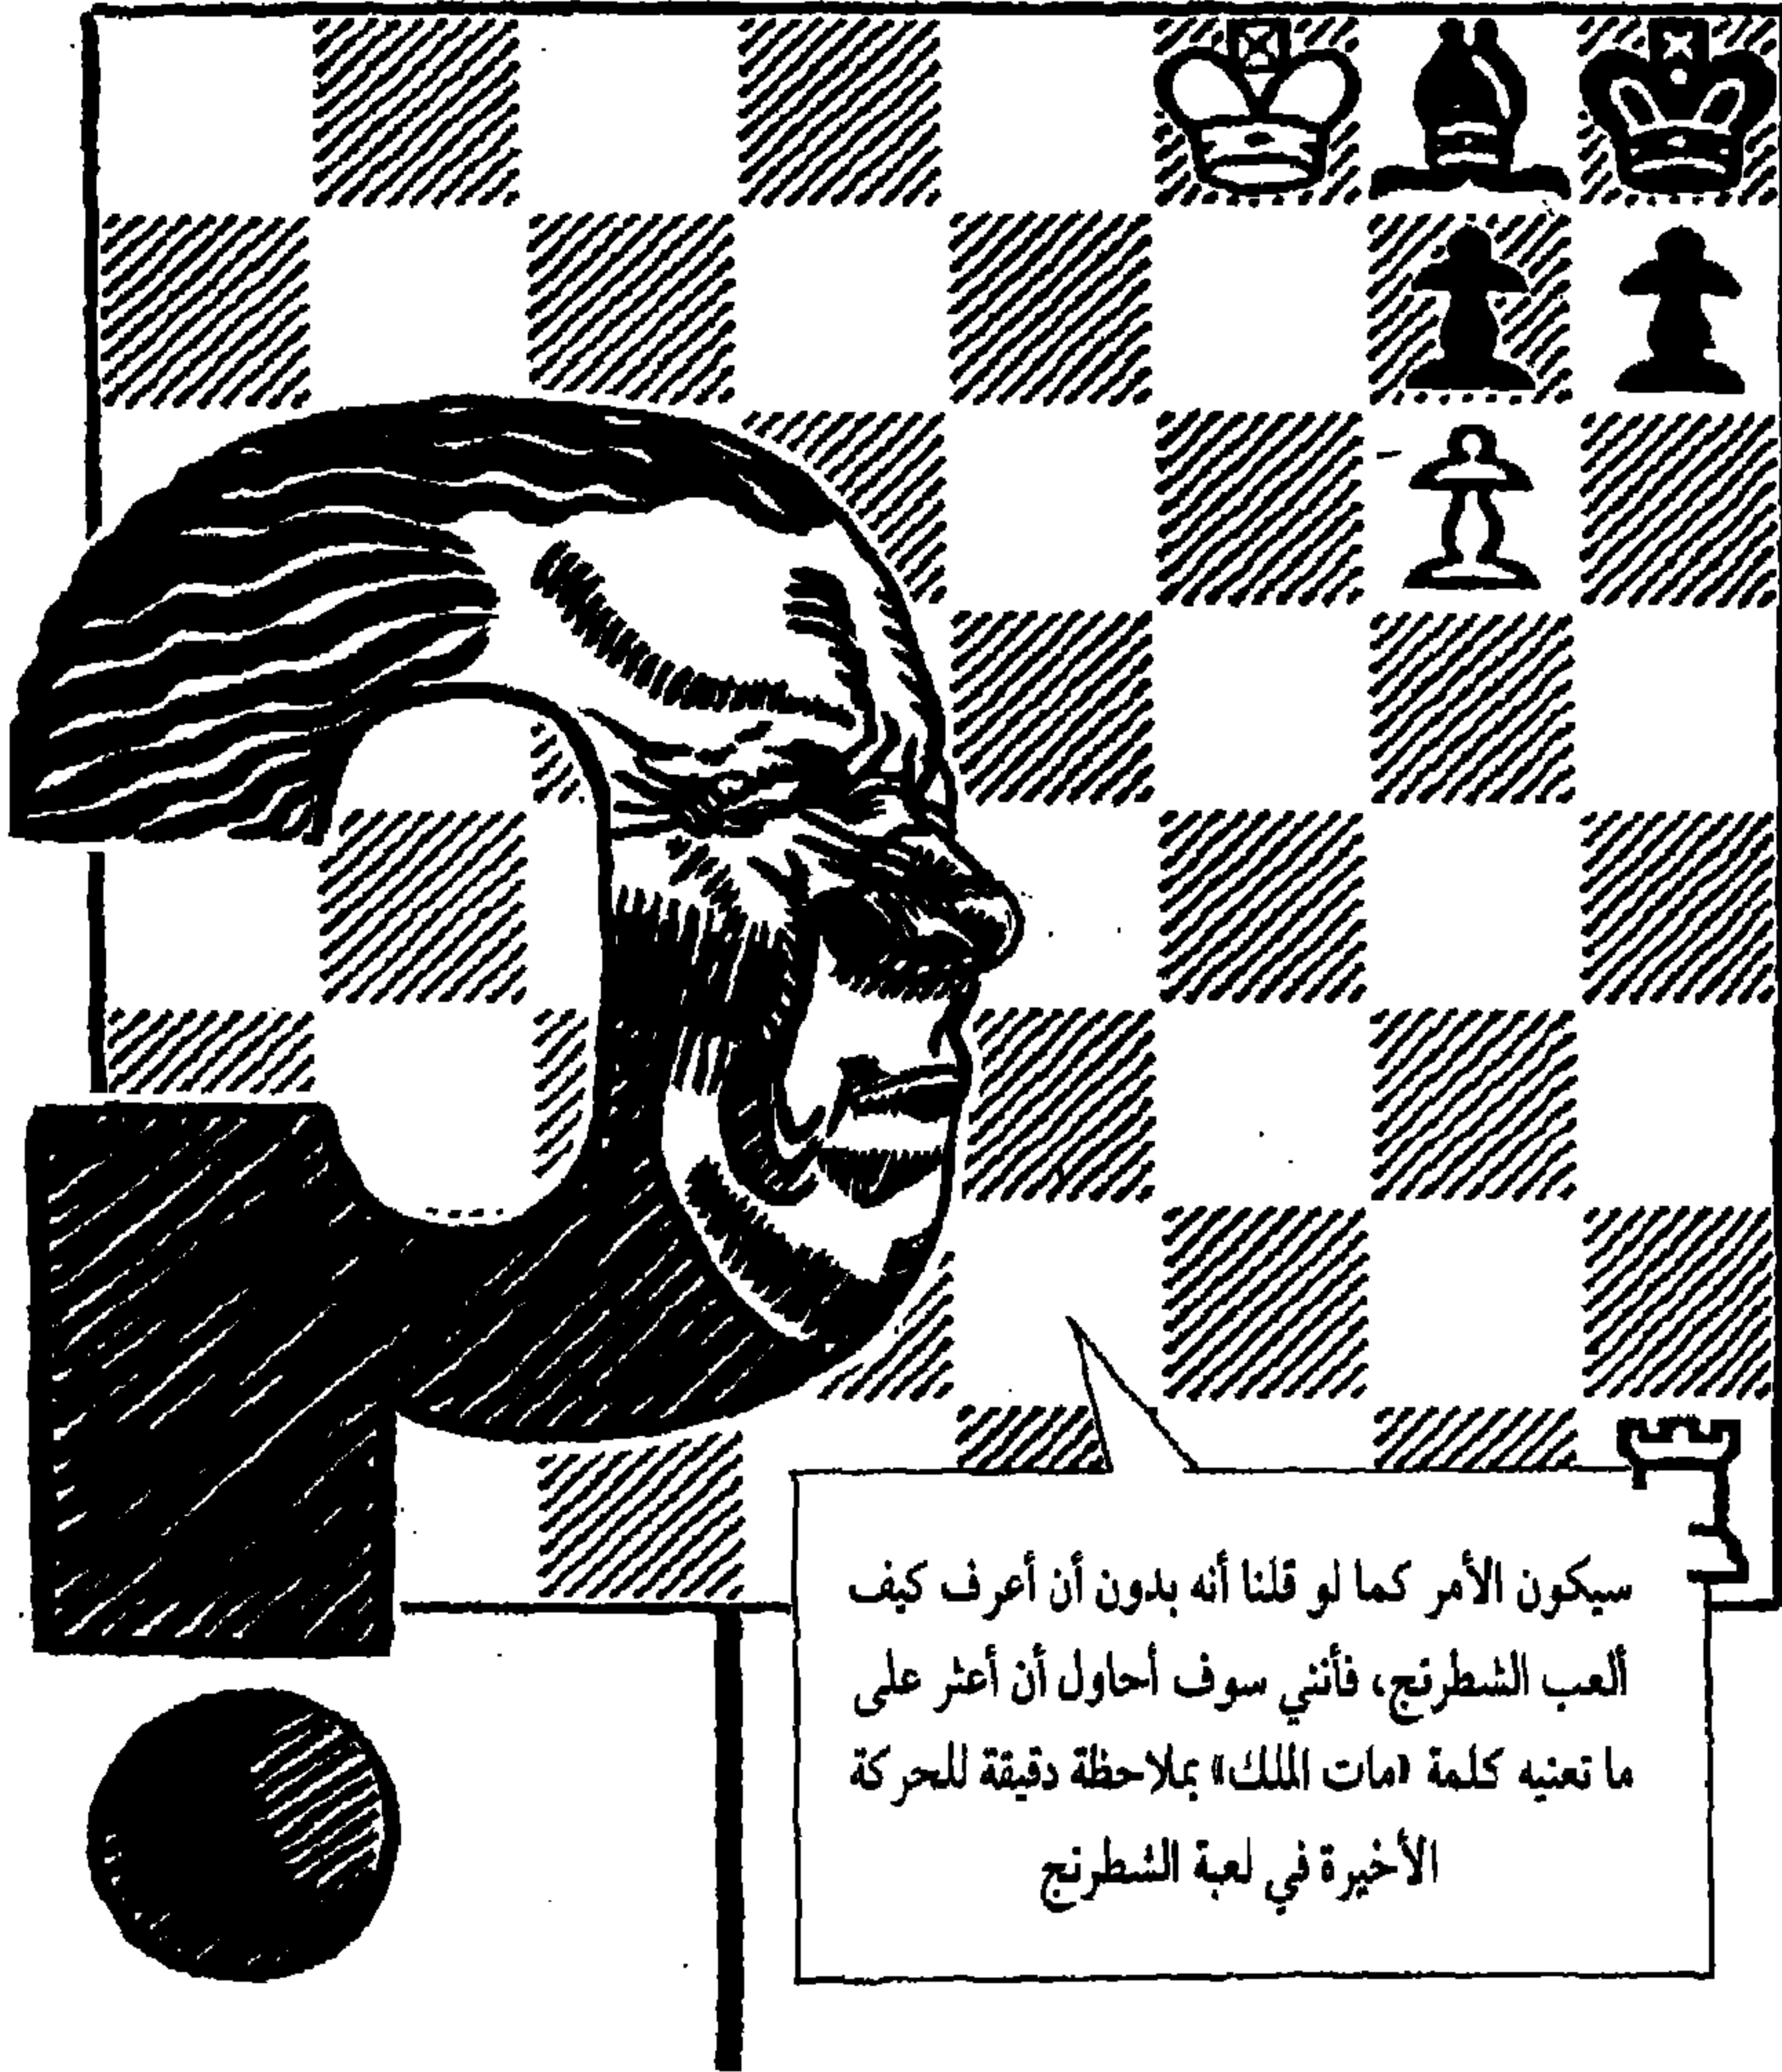 سيكون الأمر كما لو قلنا أنه بدون أن أعرف كيف
ألعب الشطرنج، فأنني سوف أحاول أن أعثر على
ما تعنيه كلمة «مات الملك» بملاحظة دقيقة للحركة
الأخيرة في لعبة الشطرنج